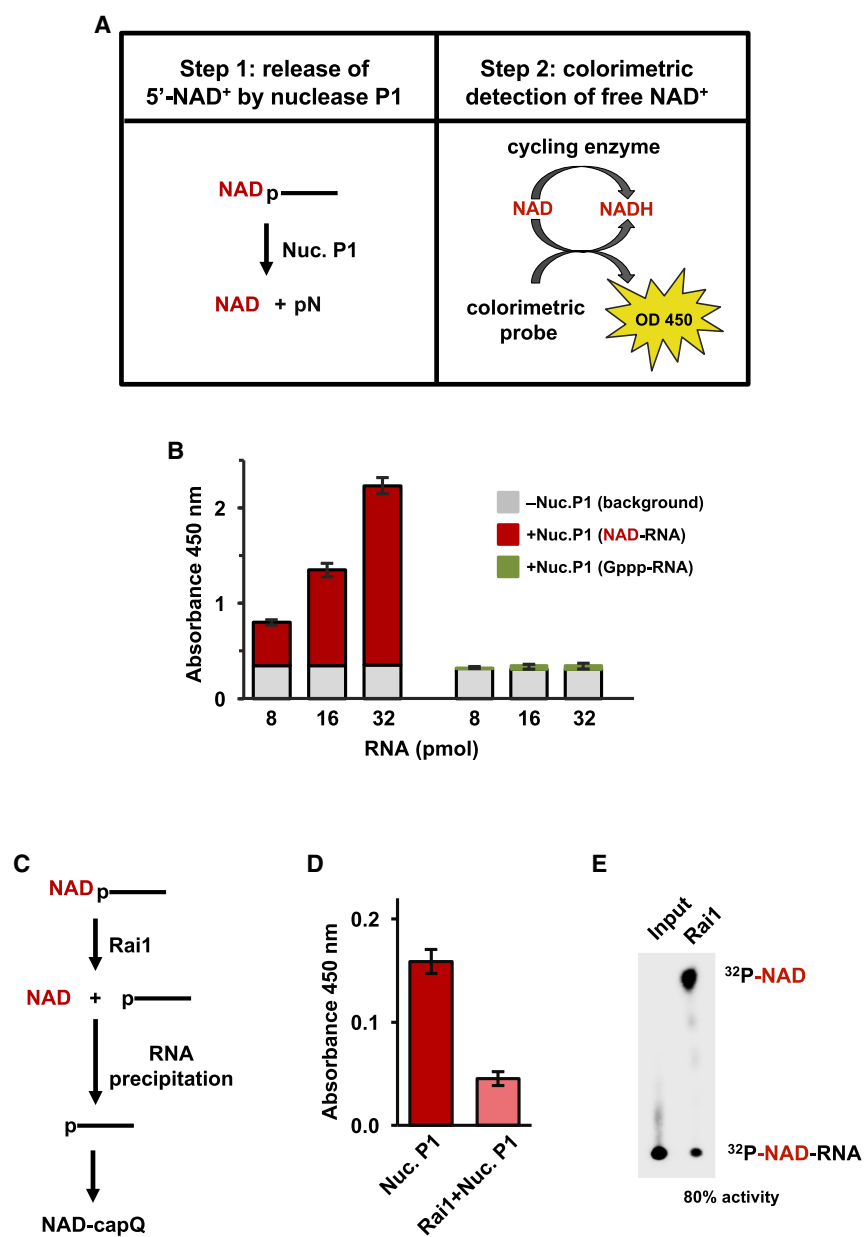 A
Step 1: release of
5'-NAD+ by nuclease P1
Step 2: colorimetric
detection of free NAD+
NAD p
Nuc. P1
NAD + pN
cycling enzyme
NAD NADH
colorimetric
probe
OD 450
B
Absorbance 450 nm
2
1
0
8 16 32 8 16 32
RNA (pmol)
–Nuc.P1 (background)
+Nuc.P1 (NAD-RNA)
+Nuc.P1 (Gppp-RNA)
C
NAD p
Rai1
NAD + p
RNA
precipitation
p
NAD-capQ
D
Absorbance 450 nm
0.2
0.1
0.0
Nuc. P1
Rai1+Nuc. P1
E
Input
Rai1
32P-NAD
32P-NAD-RNA
80% activity